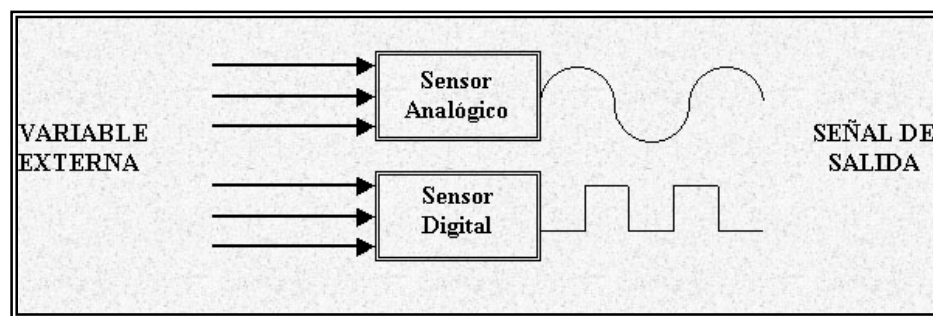 VARIABLE
EXTERNA
Sensor
Analógico
Sensor
Digital
SEÑAL DE
SALIDA